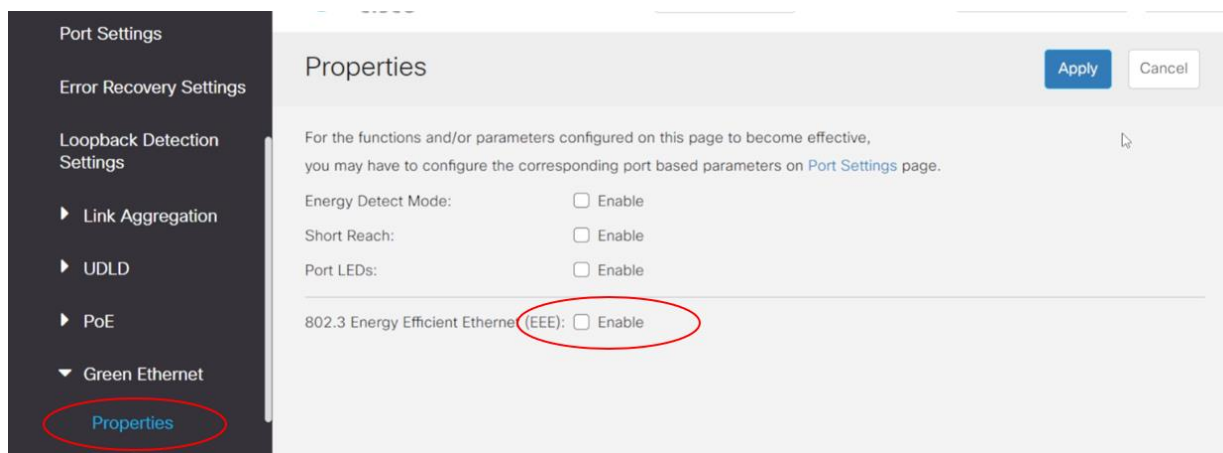 Port Settings
Error Recovery Settings
Loopback Detection
Settings
Link Aggregation
UDLD
PoE
Green Ethernet
Properties
Properties
Apply
Cancel
For the functions and/or parameters configured on this page to become effective,
you may have to configure the corresponding port based parameters on Port Settings page.
Energy Detect Mode: Enable
Short Reach: Enable
Port LEDs: Enable
802.3 Energy Efficient Ethernet (EEE): Enable